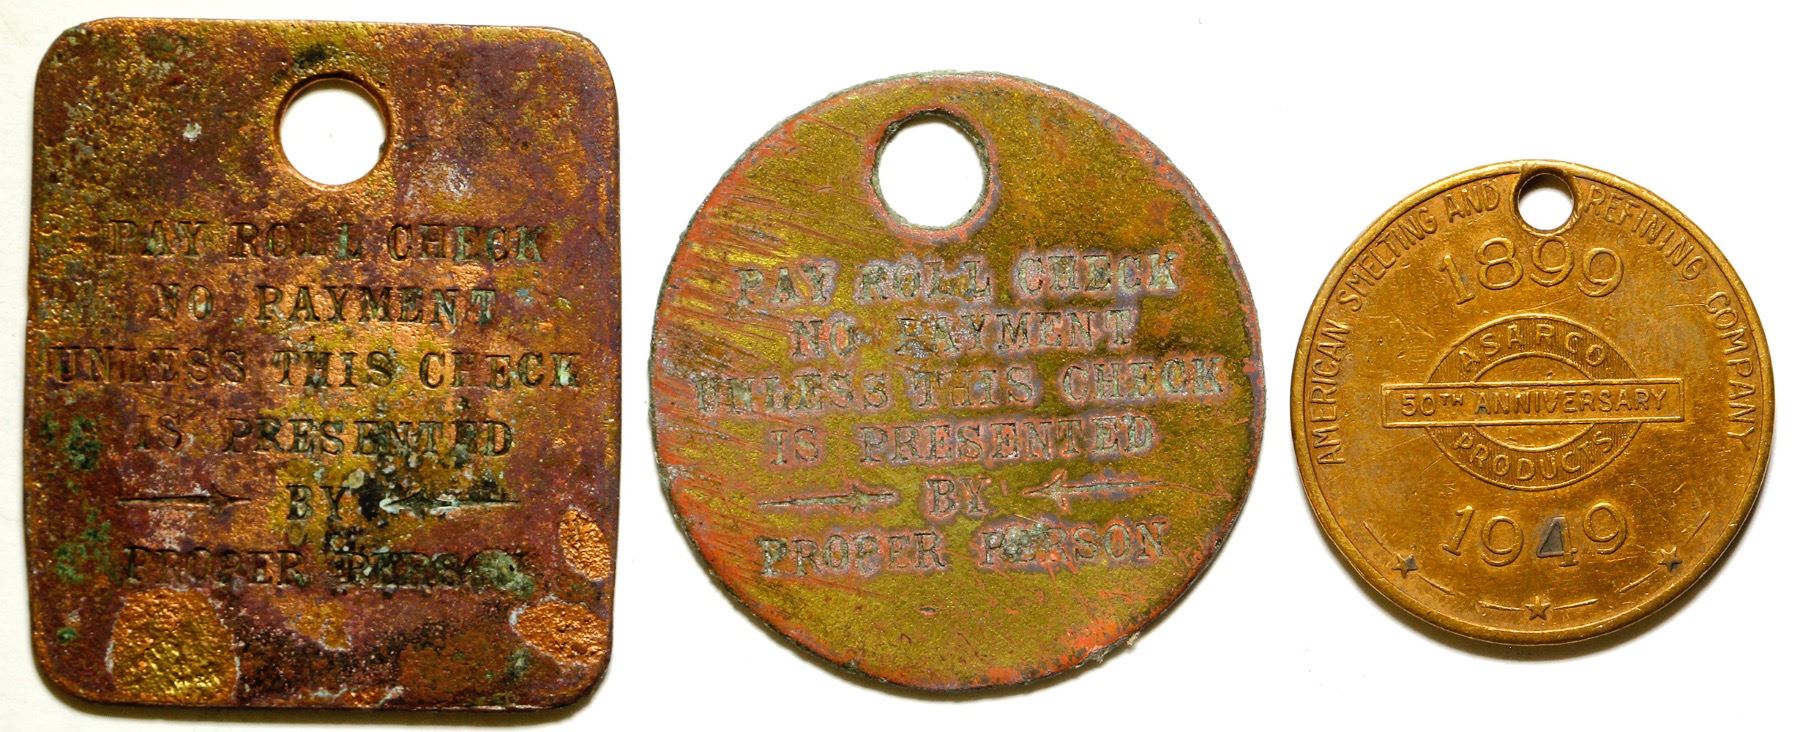 PAY ROLL CHECK
NO PAYMENT
UNLESS THIS CHECK
IS PRESENTED
BY
PROPER PERSON
PAY ROLL CHECK
NO PAYMENT
UNLESS THIS CHECK
IS PRESENTED
BY
PROPER PERSON
AMERICAN SMELTING AND REFINING COMPANY
1899
ASARCO
50TH ANNIVERSARY
PRODUCTS
1949